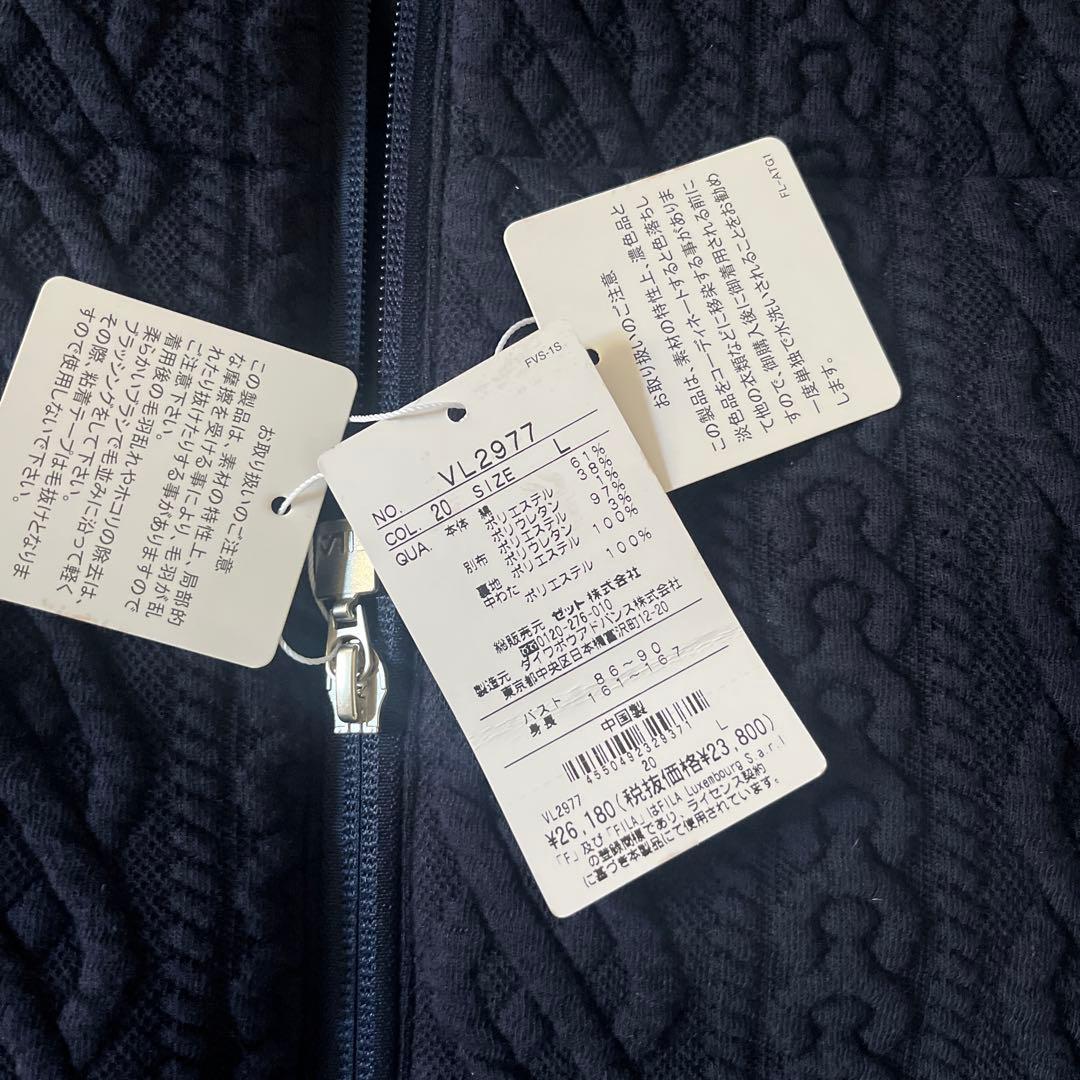 お取り扱いのご注意
この製品は、素材の特性上、局部的
な摩擦を受ける事により、毛羽が乱
れたり抜けたりする事がありますので
ご注意下さい。
着用後の毛羽乱れやホコリの除去は、
柔らかいブラシで毛並みに沿って軽く
ブラッシングをして下さい。
その際、粘着テープは毛抜けとなりま
すので使用しないで下さい。
FVS-1S
NO. VL2977
COL. 20 SIZE L
QUA. 本体 綿 61%
ポリエステル 38%
ポリウレタン 1%
別布 ポリエステル 97%
ポリウレタン 3%
裏地 ポリエステル 100%
中わた ポリエステル 100%
総販売元 ゼット株式会社
0120-276-010
製造元 ダイワボウアドバンス株式会社
東京都中央区日本橋富沢町12-20
バスト 86～90
身長 161～167
中国製
4550492329371
VL2977 20 L
¥26,180(税抜価格¥23,800)
「F」及び「FILA」はFILA Luxembourg S.a.r.l
の登録商標であり、ライセンス契約
に基づき本製品にて使用されています。
FL-ATG1
お取り扱いのご注意
この製品は、素材の特性上、濃色品と
淡色品をコーディネートすると色落ちし
て他の衣類などに移染する事がありま
すので、御購入後に御着用される前に
一度単独で水洗いされることをお勧め
します。